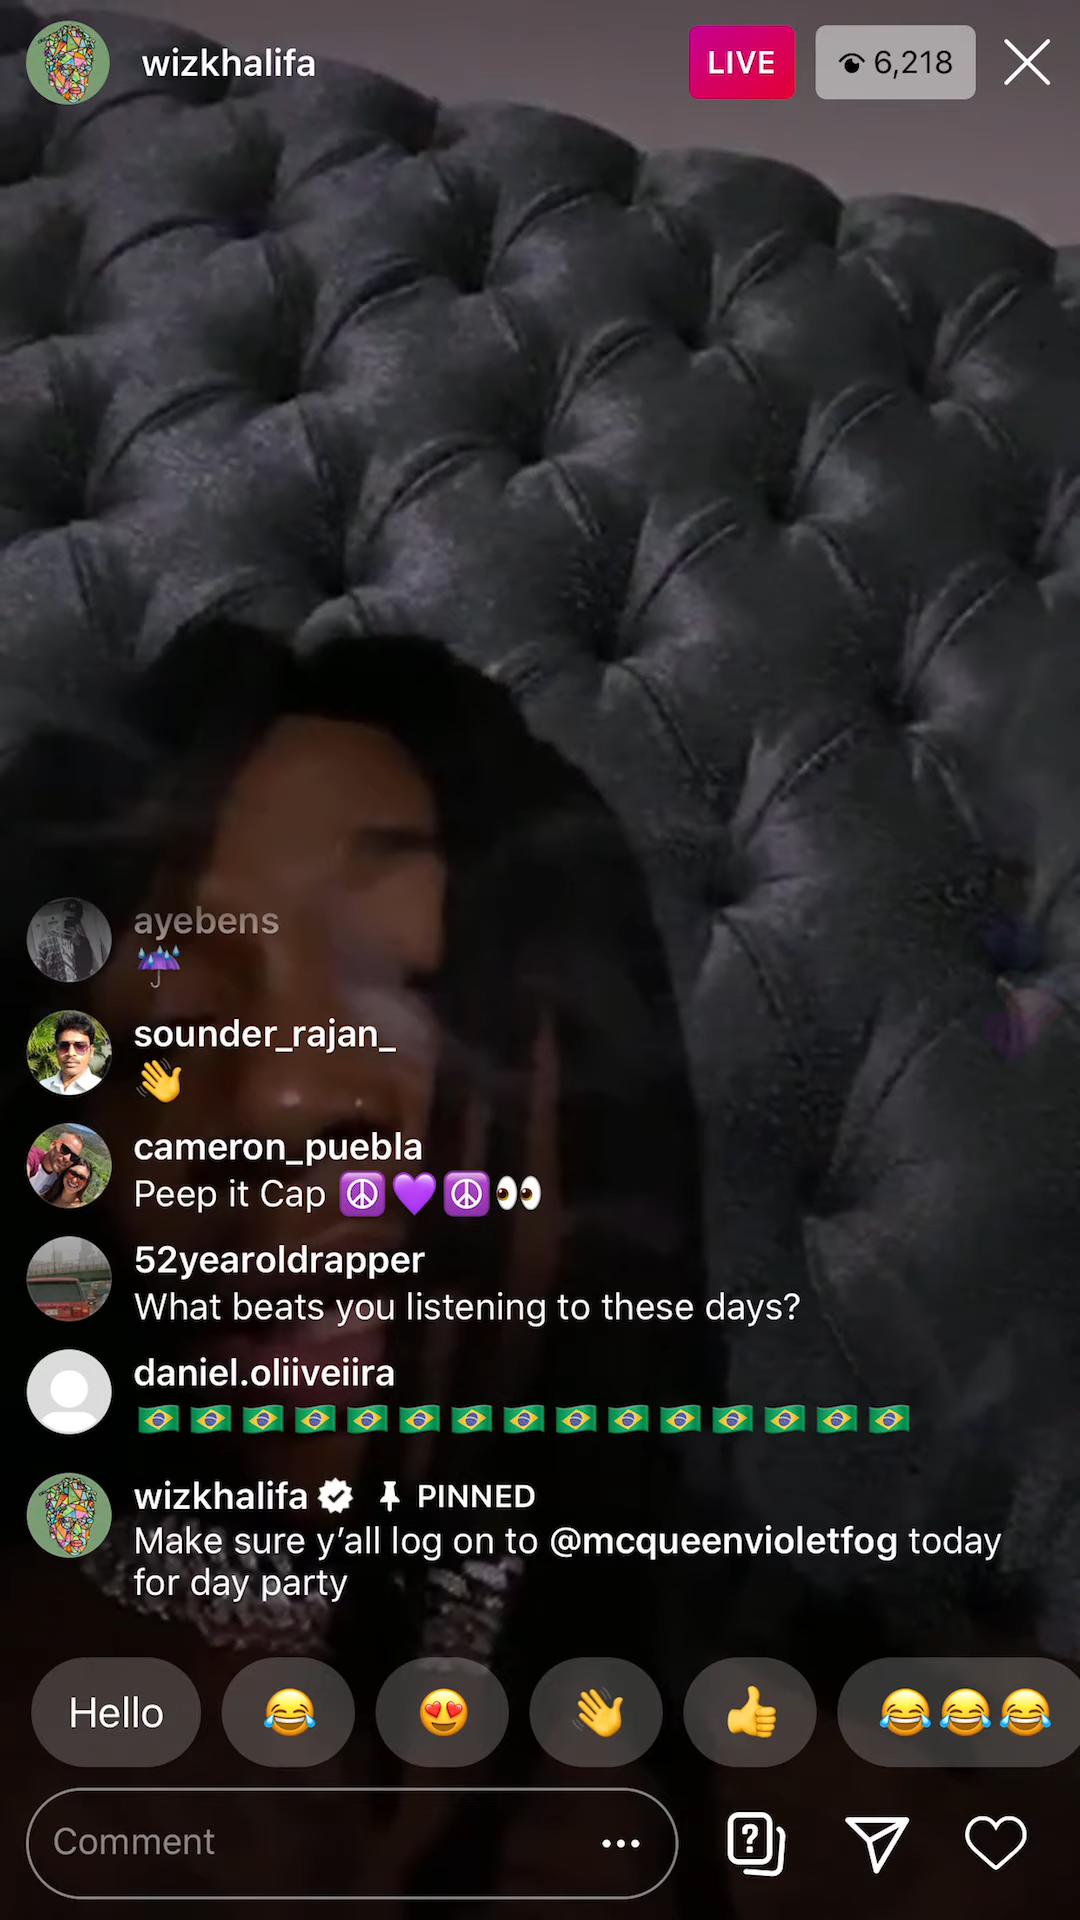 wizkhalifa
LIVE
6,218
ayebens
☔
sounder_rajan_
👋
cameron_puebla
Peep it Cap ☮️💜☮️👀
52yearoldrapper
What beats you listening to these days?
daniel.oliiveiira
🇧🇷🇧🇷🇧🇷🇧🇷🇧🇷🇧🇷🇧🇷🇧🇷🇧🇷🇧🇷🇧🇷🇧🇷🇧🇷🇧🇷🇧🇷
wizkhalifa PINNED
Make sure y’all log on to @mcqueenvioletfog today
for day party
Hello 😂 😍 👋 👍 😂😂😂
Comment